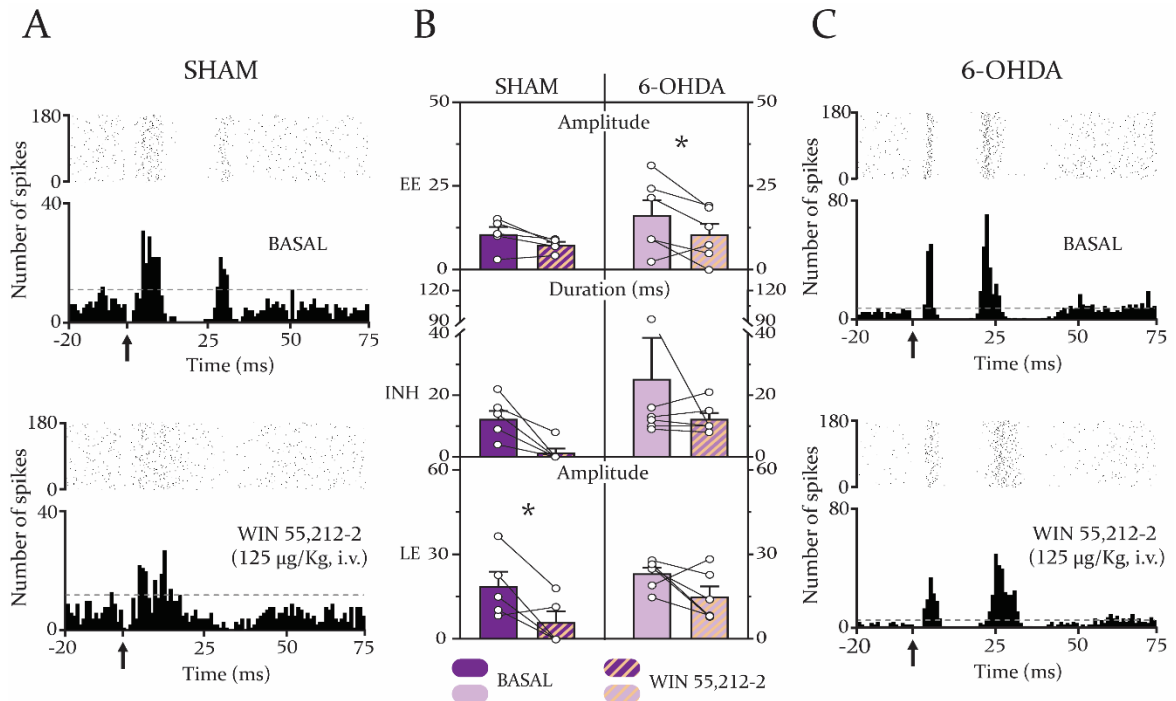 A
SHAM
180
0
Number of spikes
40
BASAL
0
-20
0
25
50
75
Time (ms)
180
0
Number of spikes
40
WIN 55,212-2
(125 µg/Kg, i.v.)
0
-20
0
25
50
75
Time (ms)
B
SHAM
6-OHDA
50
Amplitude
50
*
EE
25
25
0
0
120
Duration (ms)
120
90
90
40
40
INH
20
20
60
Amplitude
60
*
LE
30
30
0
0
BASAL
WIN 55,212-2
C
6-OHDA
180
0
Number of spikes
80
BASAL
0
-20
0
25
50
75
Time (ms)
180
0
Number of spikes
80
WIN 55,212-2
(125 µg/Kg, i.v.)
0
-20
0
25
50
75
Time (ms)